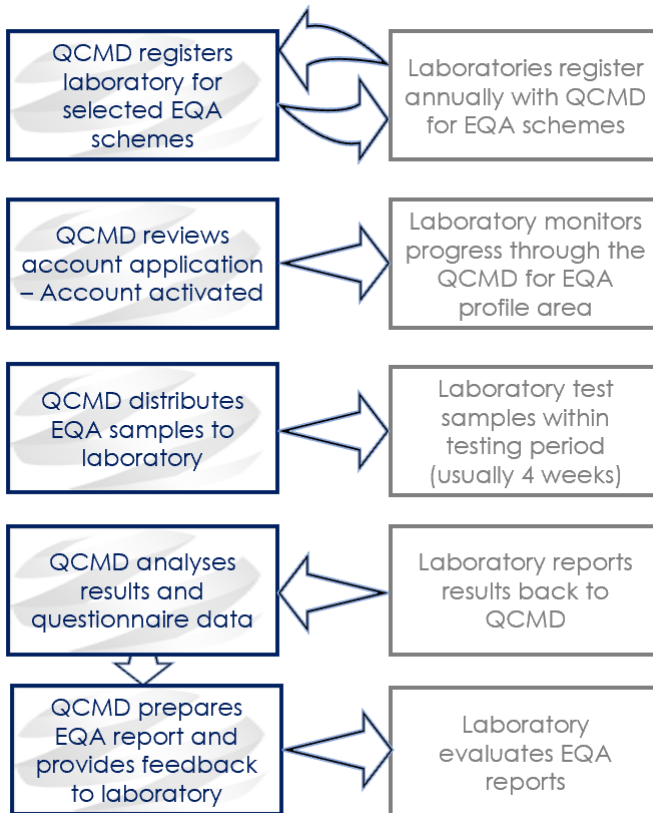 QCMD registers
laboratory for
selected EQA
schemes
Laboratories register
annually with QCMD
for EQA schemes
QCMD reviews
account application
– Account activated
Laboratory monitors
progress through the
QCMD for EQA
profile area
QCMD distributes
EQA samples to
laboratory
Laboratory test
samples within
testing period
(usually 4 weeks)
QCMD analyses
results and
questionnaire data
Laboratory reports
results back to
QCMD
QCMD prepares
EQA report and
provides feedback
to laboratory
Laboratory
evaluates EQA
reports